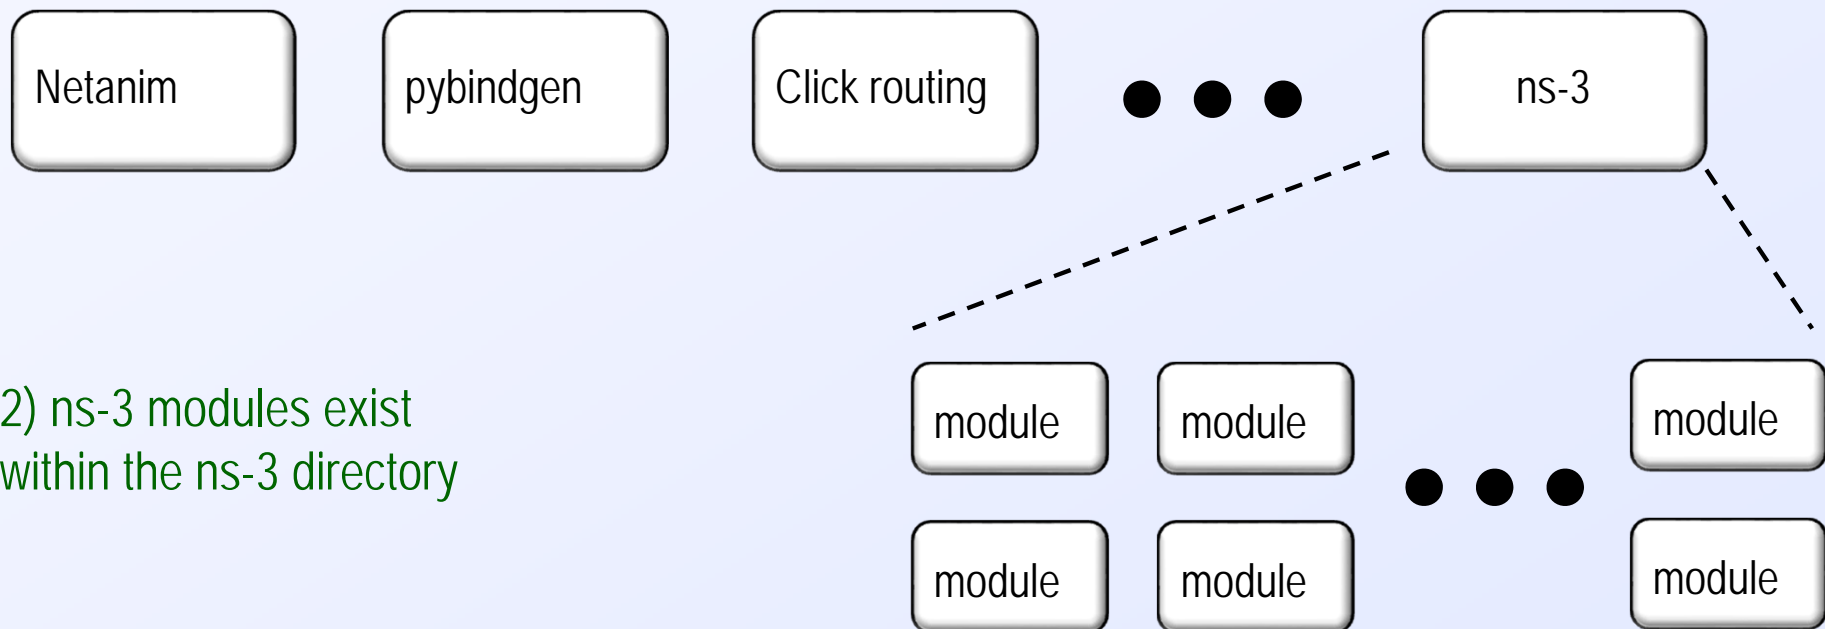 Netanim
pybindgen
Click routing
ns-3
2) ns-3 modules exist
within the ns-3 directory
module
module
module
module
module
module